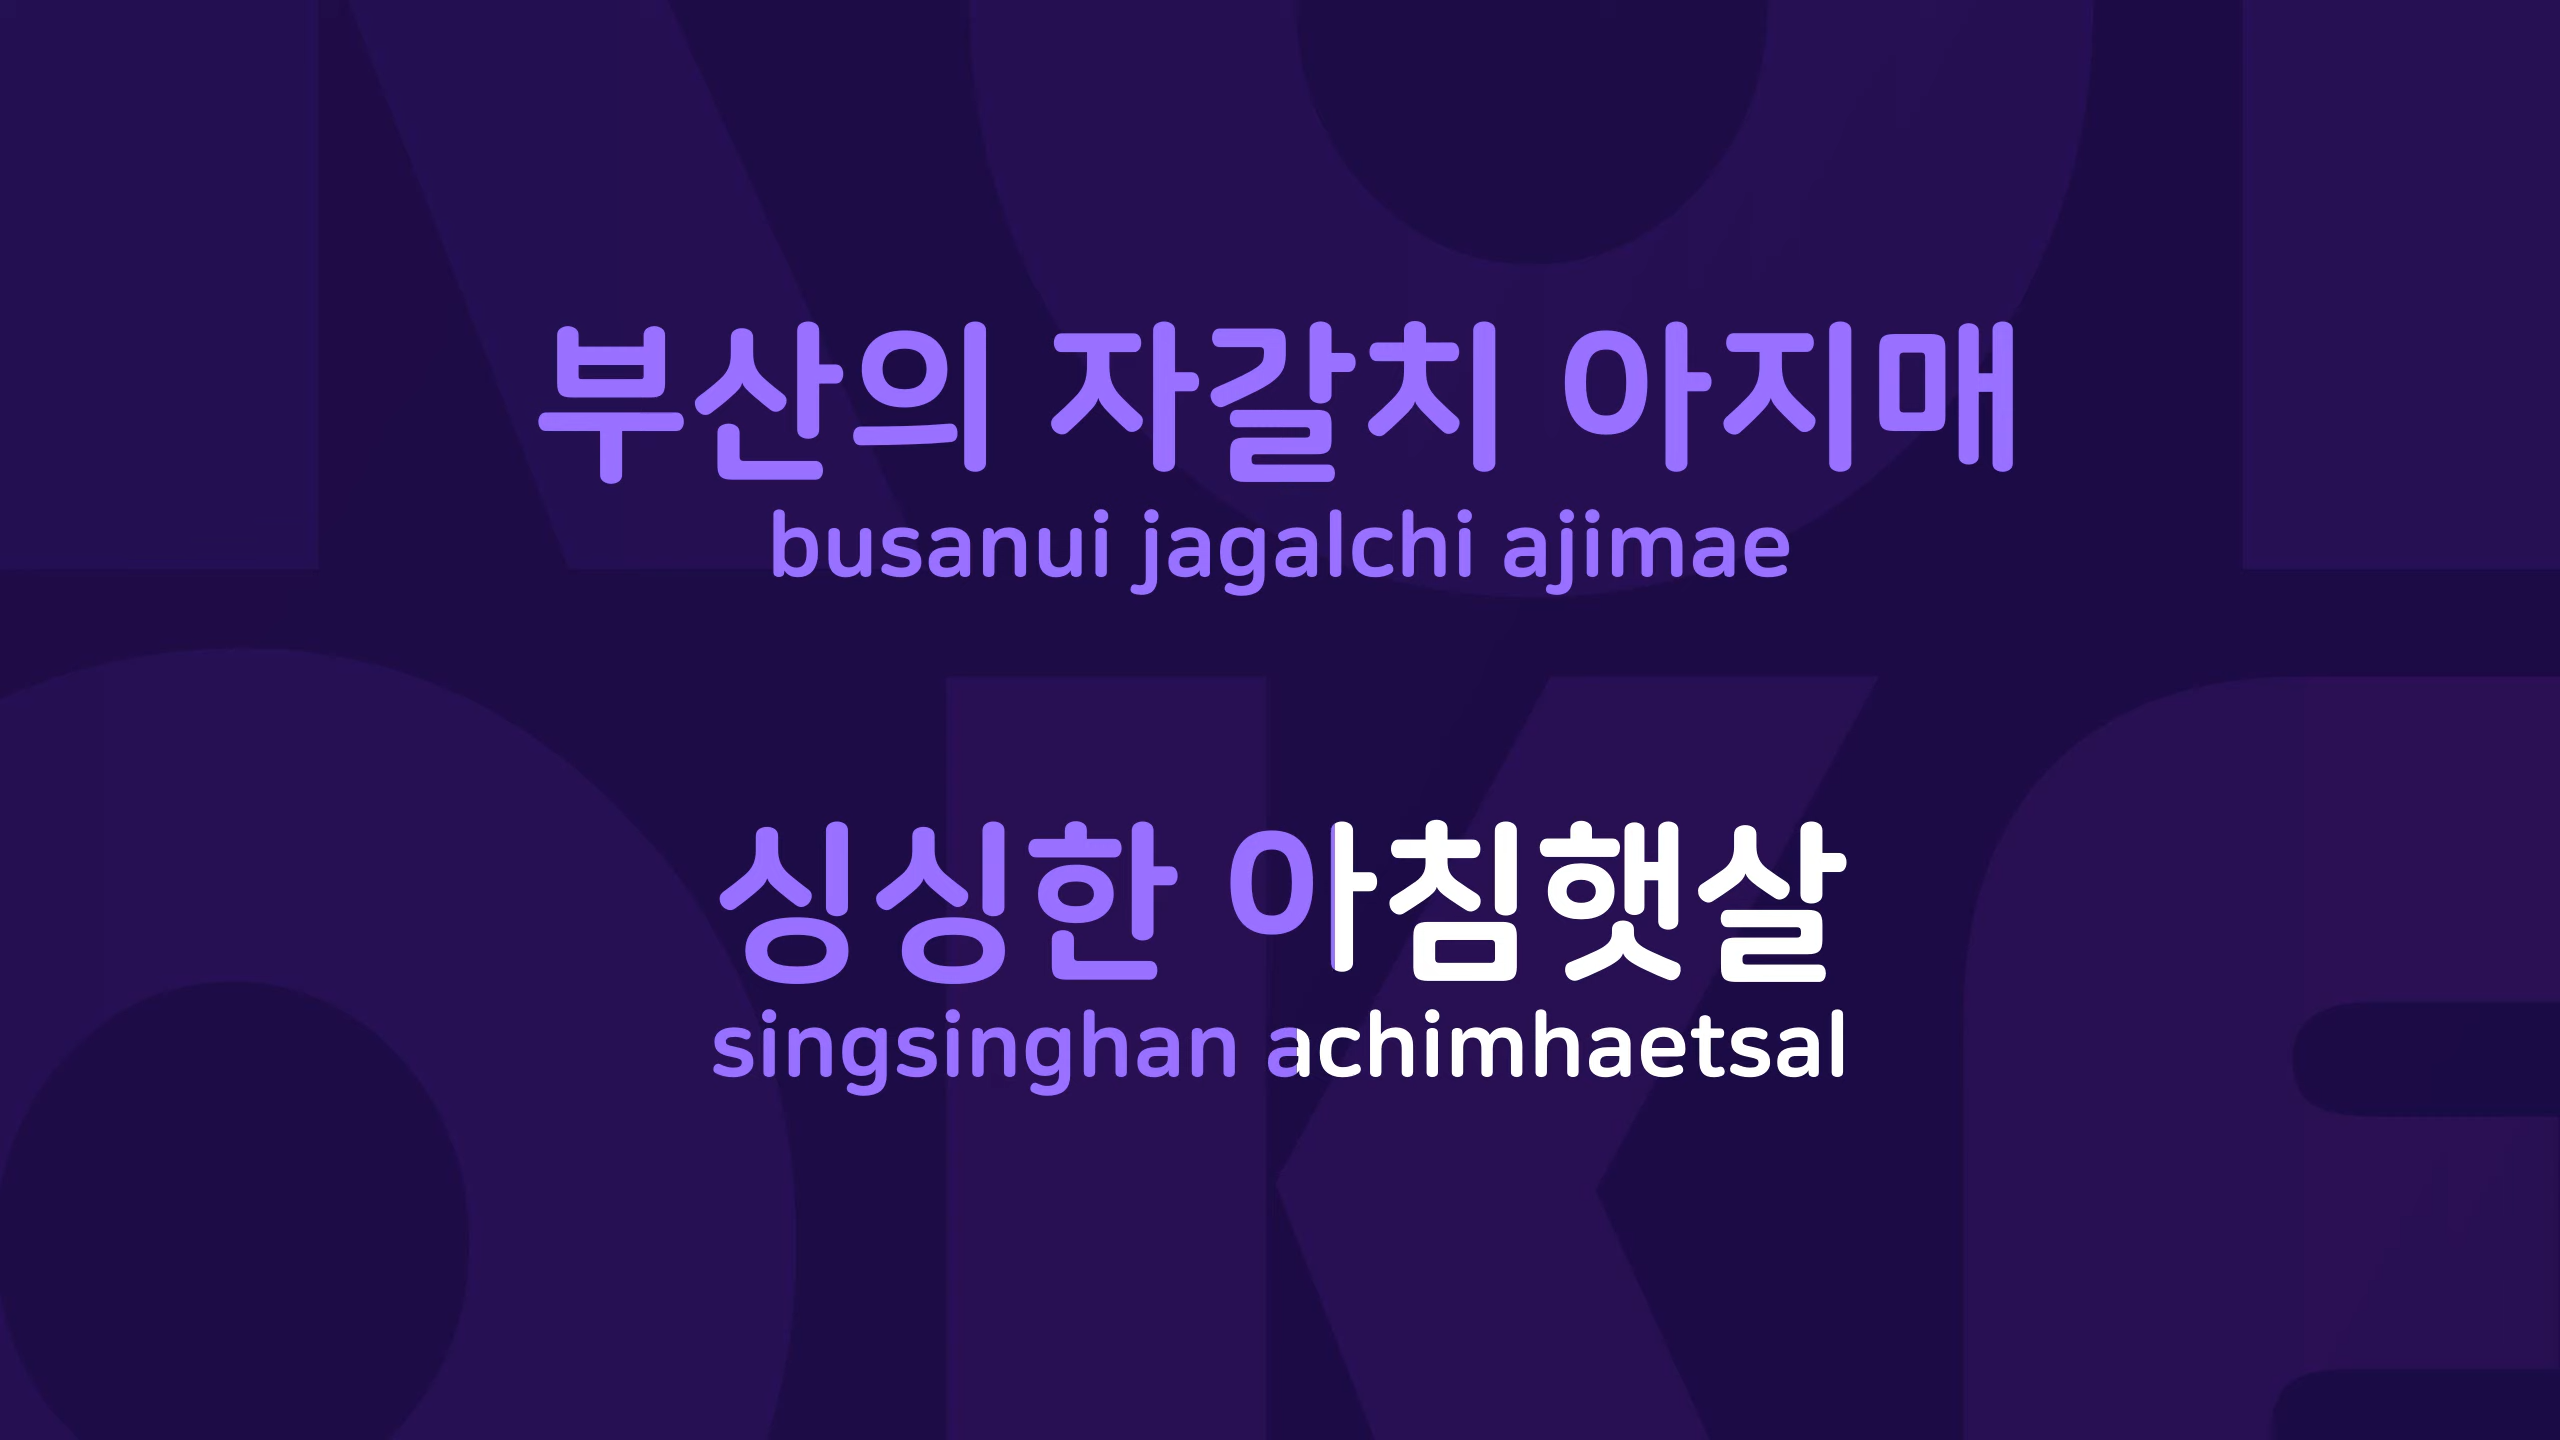 부산의 자갈치 아지매
busanui jagalchi ajimae
싱싱한 아침햇살
singsinghan achimhaetsal